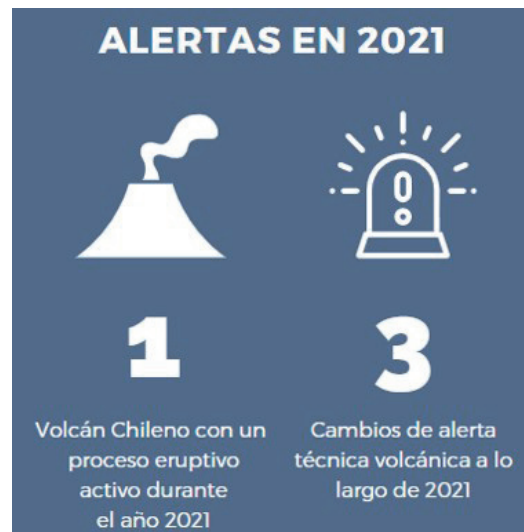 ALERTAS EN 2021
1
Volcán Chileno con un
proceso eruptivo
activo durante
el año 2021
3
Cambios de alerta
técnica volcánica a lo
largo de 2021